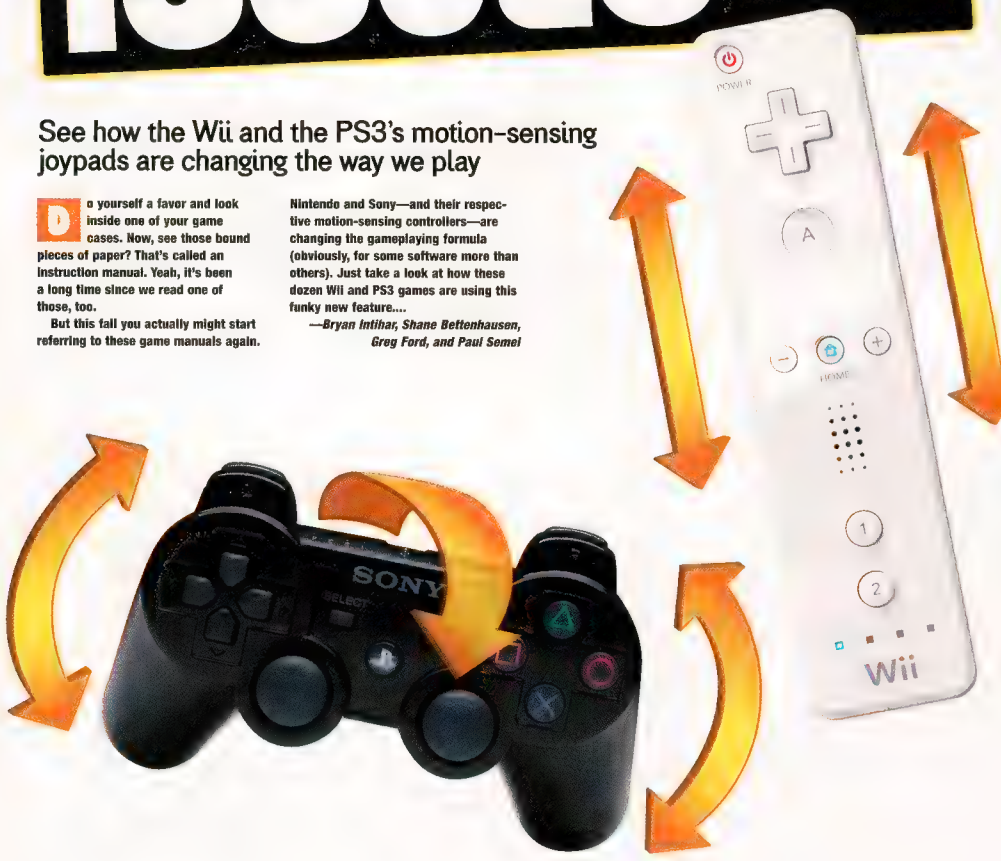 See how the Wii and the PS3's motion-sensing
joypads are changing the way we play
Do yourself a favor and look
inside one of your game
cases. Now, see those bound
pieces of paper? That's called an
instruction manual. Yeah, it's been
a long time since we read one of
those, too.
But this fall you actually might start
referring to these game manuals again.
Nintendo and Sony—and their respec-
tive motion-sensing controllers—are
changing the gameplaying formula
(obviously, for some software more than
others). Just take a look at how these
dozen Wii and PS3 games are using this
funky new feature....
—Bryan Intihar, Shane Bettenhausen,
Greg Ford, and Paul Semel
POWER
A
HOME
1
2
Wii
SONY
SELECT